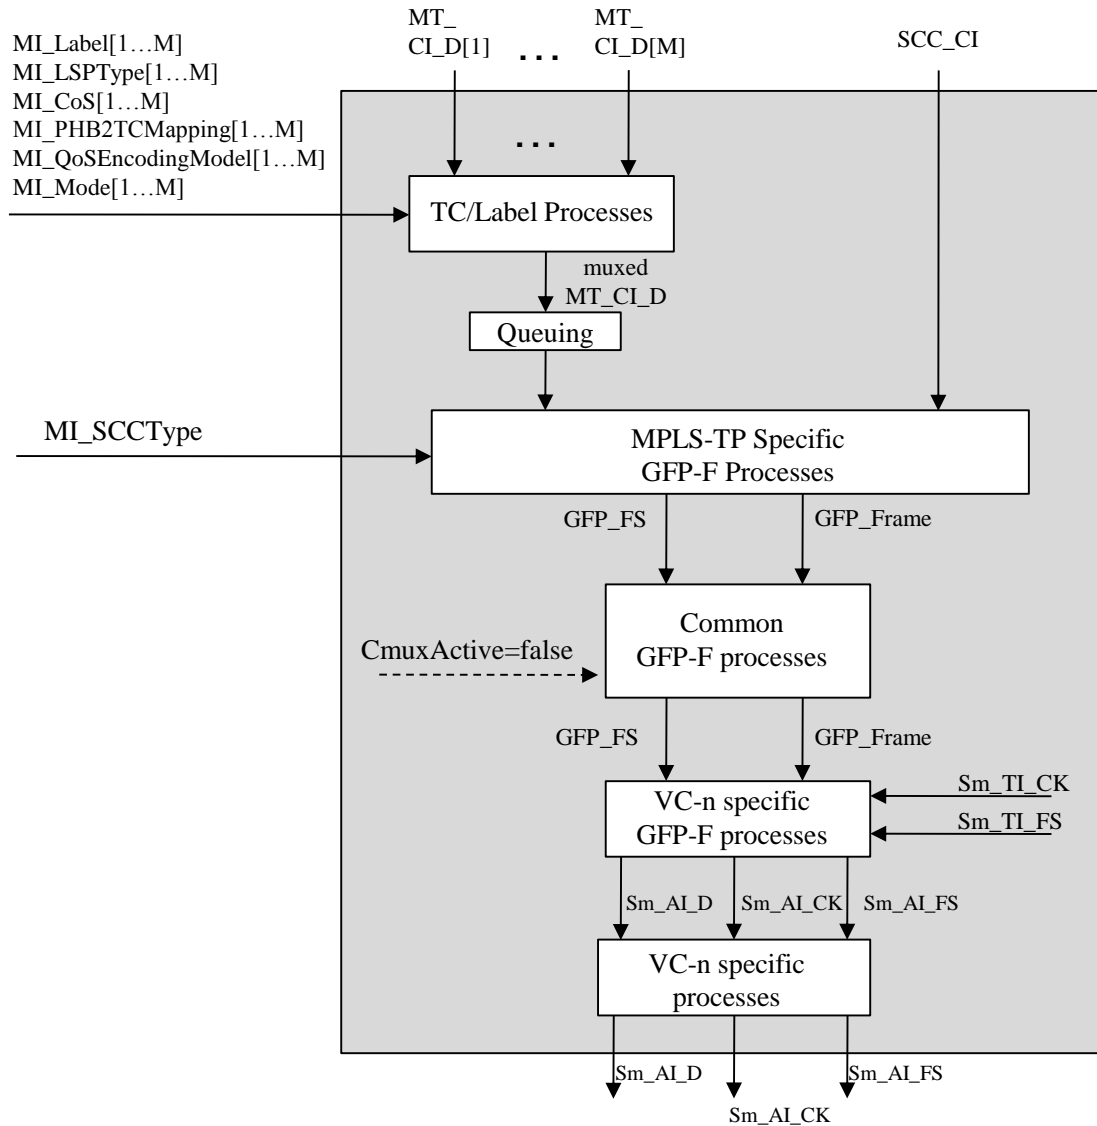 MT_
CI_D[1]
. . .
MT_
CI_D[M]
SCC_CI
MI_Label[1…M]
MI_LSPType[1…M]
MI_CoS[1…M]
MI_PHB2TCMapping[1…M]
MI_QoSEncodingModel[1…M]
MI_Mode[1…M]
. . .
TC/Label Processes
muxed
MT_CI_D
Queuing
MI_SCCType
MPLS-TP Specific
GFP-F Processes
GFP_FS
GFP_Frame
Common
GFP-F processes
CmuxActive=false
GFP_FS
GFP_Frame
VC-n specific
GFP-F processes
Sm_TI_CK
Sm_TI_FS
Sm_AI_D
Sm_AI_CK
Sm_AI_FS
VC-n specific
processes
Sm_AI_D
Sm_AI_CK
Sm_AI_FS